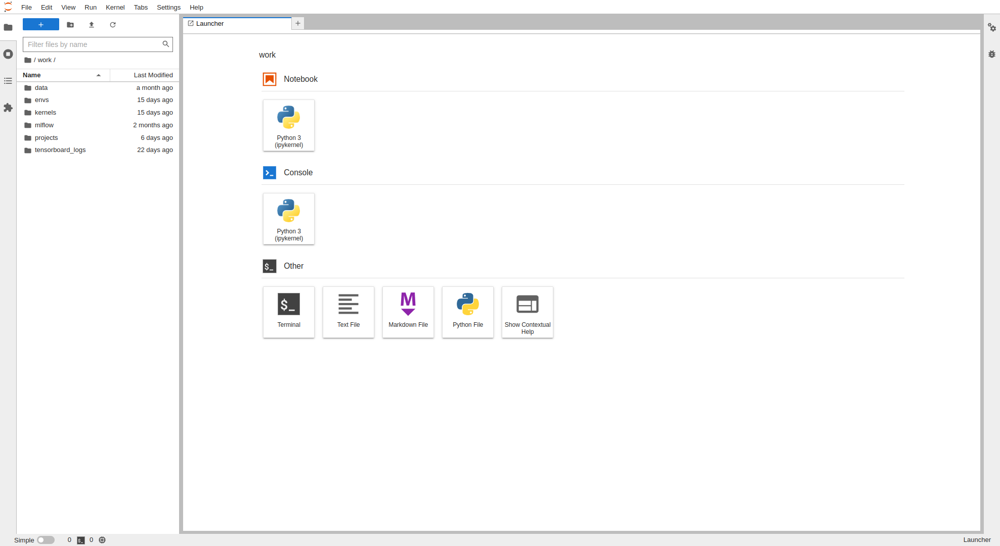 File Edit View Run Kernel Tabs Settings Help
Launcher
Filter files by name
/ work /
Name Last Modified
data a month ago
envs 15 days ago
kernels 15 days ago
mlflow 2 months ago
projects 6 days ago
tensorboard_logs 22 days ago
work
Notebook
Python 3
(ipykernel)
Console
Python 3
(ipykernel)
$_ Other
$_
M
Terminal Text File Markdown File Python File Show Contextual
Help
Simple 0 $_ 0 Launcher